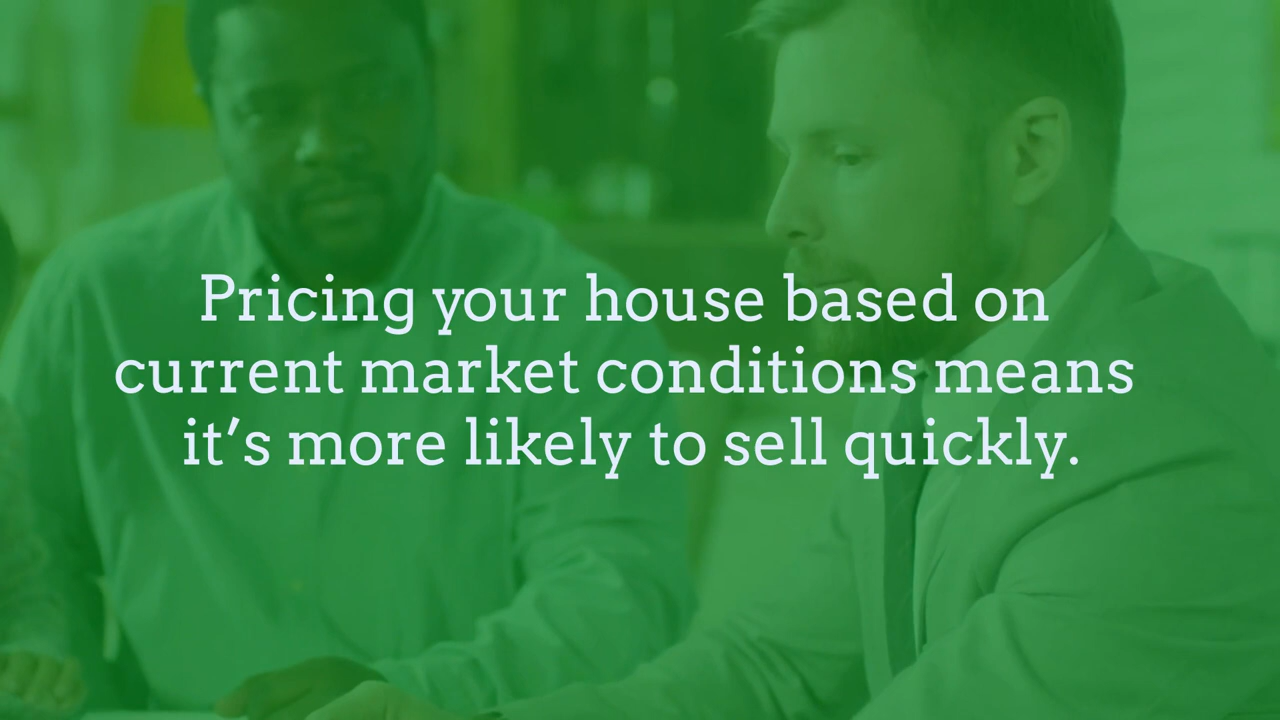 Pricing your house based on
current market conditions means
it’s more likely to sell quickly.